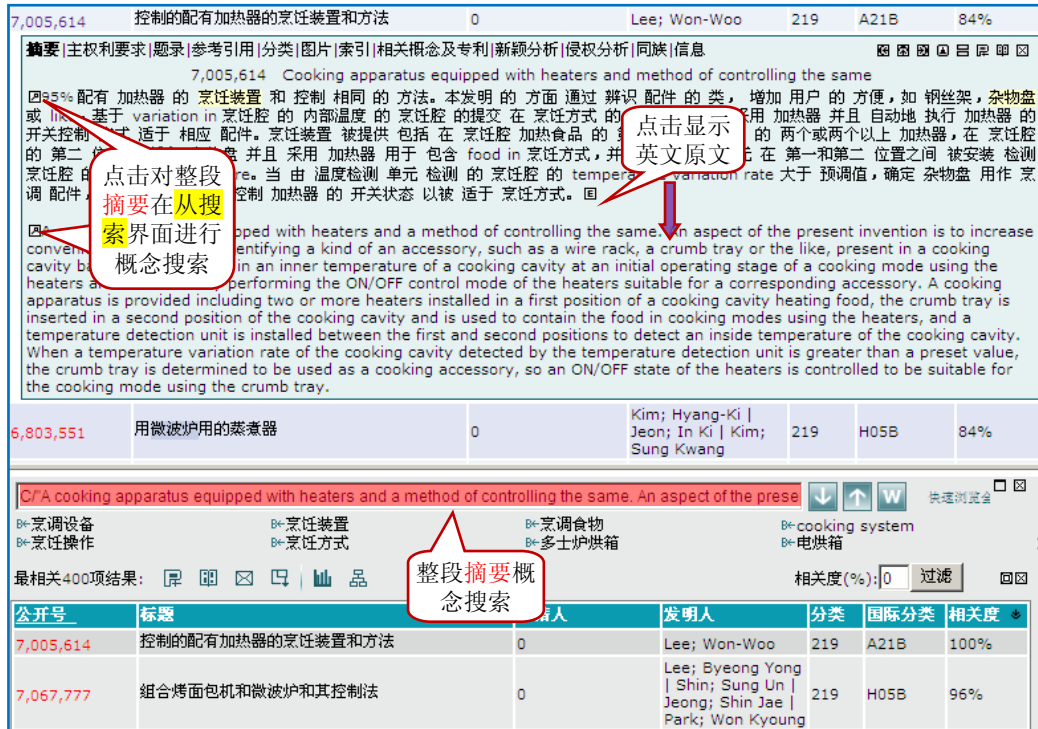 7,005,614 控制的配有加热器的烹饪装置和方法 0 Lee; Won-Woo 219 A21B 84%
摘要|主权利要求|题录|参考引用|分类|图片|索引|相关概念及专利|新颖分析|侵权分析|同族|信息
7,005,614 Cooking apparatus equipped with heaters and method of controlling the same
95% 配有 加热器 的 烹饪装置 和 控制 相同 的 方法。本发明 的 方面 通过 辨识 配件 的 类， 增加 用户 的 方便，如 钢丝架，杂物盘
或 like 基于 variation in 烹饪腔 的 内部温度 的 烹饪腔 的提交 在 烹饪方式 的 采用 加热器 并且 自动地 执行 加热器 的
开关控制 式 适于 相应 配件。烹饪装置 被提供 包括 在 烹饪腔 加热食品 的 的 两个或两个以上 加热器，在 烹饪腔
的 第二 盘 并且 采用 加热器 用于 包含 food in 烹饪方式，并 元 在 第一和第二 位置之间 被安装 检测
烹饪腔 re。当 由 温度检测 单元 检测 的 烹饪腔 的 temperature variation rate 大于 预调值，确定 杂物盘 用作 烹
调 配件， 控制 加热器 的 开关状态 以被 适于 烹饪方式。E
点击对整段
摘要在从搜
索界面进行
概念搜索
点击显示
英文原文
A pped with heaters and a method of controlling the same. An aspect of the present invention is to increase
conven entifying a kind of an accessory, such as a wire rack, a crumb tray or the like, present in a cooking
cavity ba in an inner temperature of a cooking cavity at an initial operating stage of a cooking mode using the
heaters a performing the ON/OFF control mode of the heaters suitable for a corresponding accessory. A cooking
apparatus is provided including two or more heaters installed in a first position of a cooking cavity heating food, the crumb tray is
inserted in a second position of the cooking cavity and is used to contain the food in cooking modes using the heaters, and a
temperature detection unit is installed between the first and second positions to detect an inside temperature of the cooking cavity.
When a temperature variation rate of the cooking cavity detected by the temperature detection unit is greater than a preset value,
the crumb tray is determined to be used as a cooking accessory, so an ON/OFF state of the heaters is controlled to be suitable for
the cooking mode using the crumb tray.
Kim; Hyang-Ki |
6,803,551 用微波炉用的蒸煮器 0 Jeon; In Ki | Kim; 219 H05B 84%
Sung Kwang
C/"A cooking apparatus equipped with heaters and a method of controlling the same. An aspect of the prese W 快速浏览全
烹调设备 烹饪装置 烹调食物 cooking system
烹饪操作 烹饪方式 多士炉烘箱 电烘箱
整段摘要概
念搜索
最相关400项结果: 相关度(%):0 过滤
公开号 标题 人 发明人 分类 国际分类 相关度
7,005,614 控制的配有加热器的烹饪装置和方法 0 Lee; Won-Woo 219 A21B 100%
Lee; Byeong Yong
| Shin; Sung Un |
7,067,777 组合烤面包机和微波炉和其控制法 0 Jeong; Shin Jae | 219 H05B 96%
Park; Won Kyoung